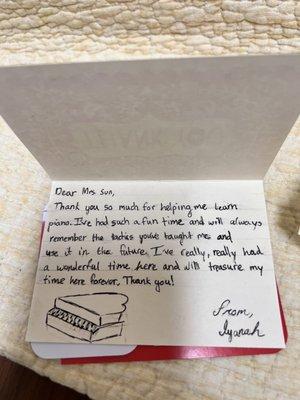 Dear Mrs. Sun,
Thank you so much for helping me learn
piano. I've had such a fun time and will always
remember the tactics you've taught me and
use it in the future. I've really, really had
a wonderful time here and will treasure my
time here forever. Thank you!
From,
Iyanah